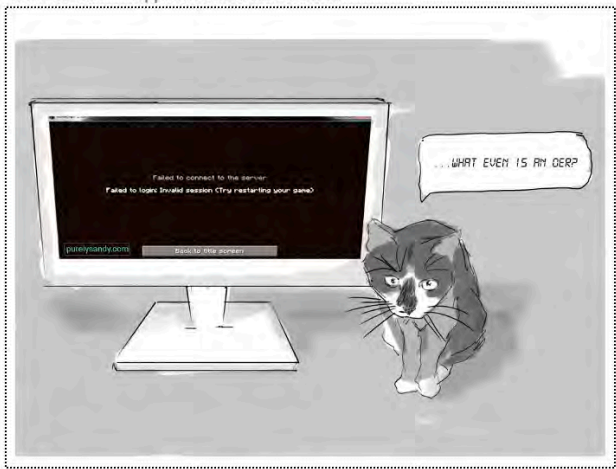 Failed to connect to the server
Failed to login: Invalid session (Try restarting your game)
...WHAT EVEN IS AN OER?
purelysandy.com
Back to title screen